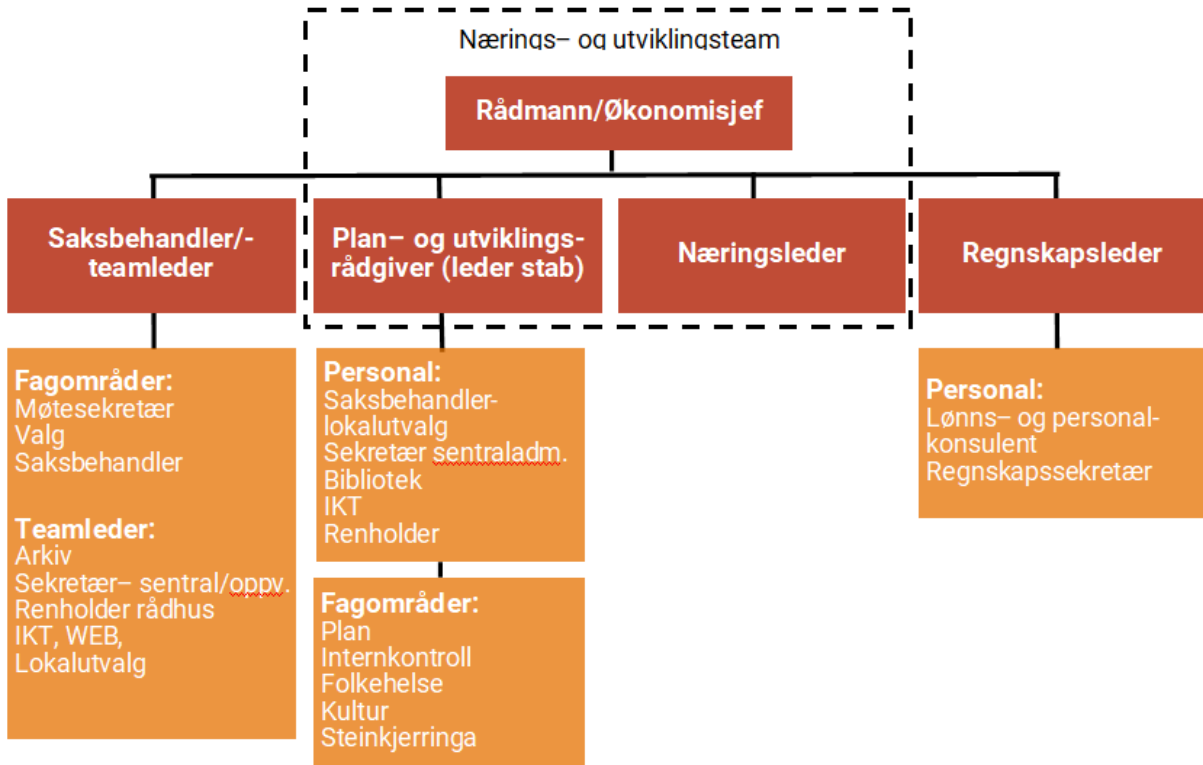 Nærings– og utviklingsteam
Rådmann/Økonomisjef
Saksbehandler/-
teamleder
Plan– og utviklings-
rådgiver (leder stab)
Næringsleder
Regnskapsleder
Fagområder:
Møtesekretær
Valg
Saksbehandler
Teamleder:
Arkiv
Sekretær– sentral/oppv.
Renholder rådhus
IKT, WEB,
Lokalutvalg
Personal:
Saksbehandler-
lokalutvalg
Sekretær sentraladm.
Bibliotek
IKT
Renholder
Fagområder:
Plan
Internkontroll
Folkehelse
Kultur
Steinkjerringa
Personal:
Lønns– og personal-
konsulent
Regnskapssekretær